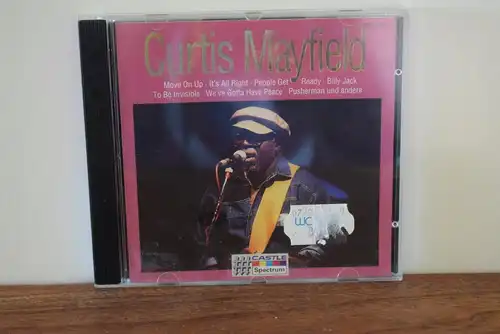 Curtis Mayfield
Move On Up · It's All Right · People Get Ready · Billy Jack
To Be Invisible · We've Gotta Have Peace · Pusherman und andere
WC
CASTLE
Spectrum